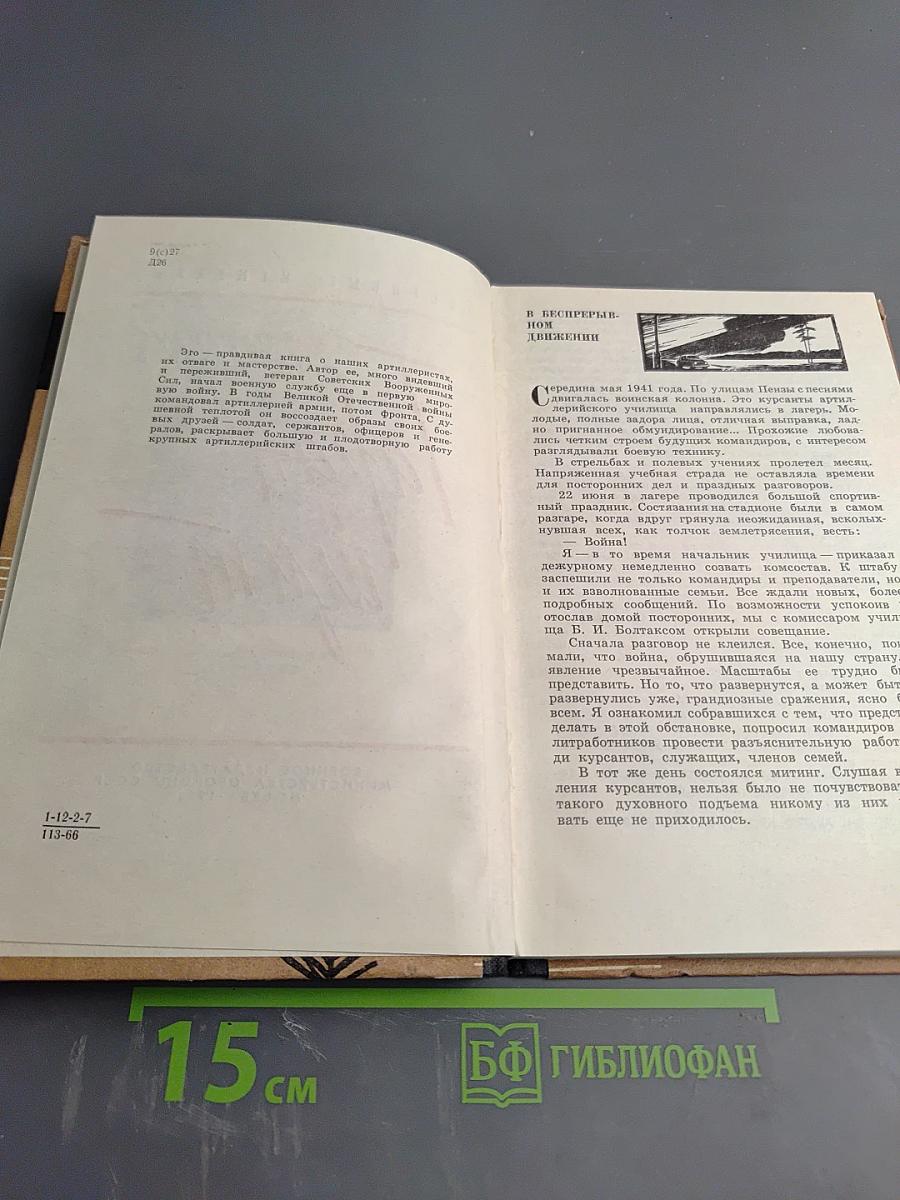 9(с)27
Д26
Это — правдивая книга о наших артиллеристах,
их отваге и мастерстве. Автор ее, много видевший
и переживший, ветеран Советских Вооруженных
Сил, начал военную службу еще в первую миро-
вую войну. В годы Великой Отечественной войны
командовал артиллерией армии, потом фронта. С ду-
шевной теплотой он воссоздает образы своих бое-
вых друзей — солдат, сержантов, офицеров и гене-
ралов, раскрывает большую и плодотворную работу
крупных артиллерийских штабов.
1-12-2-7
113-66
В БЕСПРЕРЫВ-
НОМ
ДВИЖЕНИИ
Середина мая 1941 года. По улицам Пензы с песнями
двигалась воинская колонна. Это курсанты артил-
лерийского училища направлялись в лагерь. Мо-
лодые, полные задора лица, отличная выправка, лад-
но пригнанное обмундирование... Прохожие любова-
лись четким строем будущих командиров, с интересом
разглядывали боевую технику.
В стрельбах и полевых учениях пролетел месяц.
Напряженная учебная страда не оставляла времени
для посторонних дел и праздных разговоров.
22 июня в лагере проводился большой спортив-
ный праздник. Состязания на стадионе были в самом
разгаре, когда вдруг грянула неожиданная, всколых-
нувшая всех, как толчок землетрясения, весть:
— Война!
Я — в то время начальник училища — приказал
дежурному немедленно созвать комсостав. К штабу
заспешили не только командиры и преподаватели, но
и их взволнованные семьи. Все ждали новых, более
подробных сообщений. По возможности успокоив
отослав домой посторонних, мы с комиссаром учили
ща Б. И. Болтаксом открыли совещание.
Сначала разговор не клеился. Все, конечно, пон
мали, что война, обрушившаяся на нашу страну
явление чрезвычайное. Масштабы ее трудно б
представить. Но то, что развернутся, а может быт
развернулись уже, грандиозные сражения, ясно б
всем. Я ознакомил собравшихся с тем, что предст
делать в этой обстановке, попросил командиров
литработников провести разъяснительную работ
ди курсантов, служащих, членов семей.
В тот же день состоялся митинг. Слушая в
ления курсантов, нельзя было не почувствова
такого духовного подъема никому из них
вать еще не приходилось.
15 см
БФ ГИБЛИОФАН